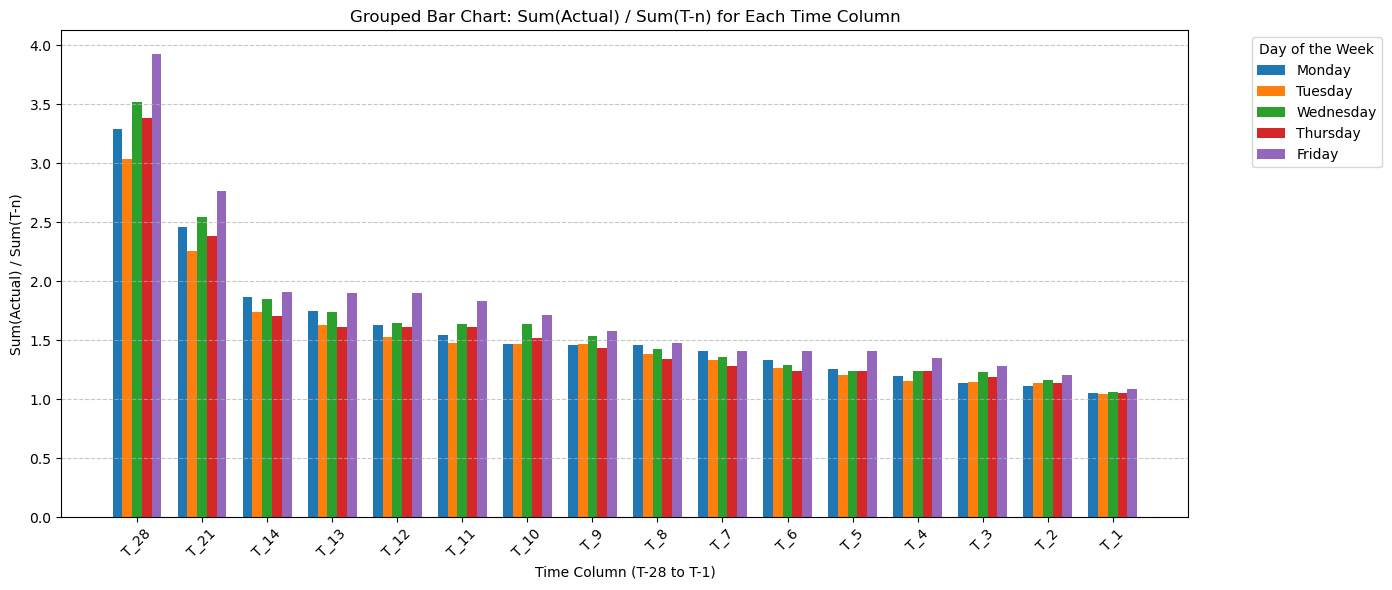 Grouped Bar Chart: Sum(Actual) / Sum(T-n) for Each Time Column
Sum(Actual) / Sum(T-n)
4.0
3.5
3.0
2.5
2.0
1.5
1.0
0.5
0.0
T_28
T_21
T_14
T_13
T_12
T_11
T_10
T_9
T_8
T_7
T_6
T_5
T_4
T_3
T_2
T_1
Time Column (T-28 to T-1)
Day of the Week
Monday
Tuesday
Wednesday
Thursday
Friday